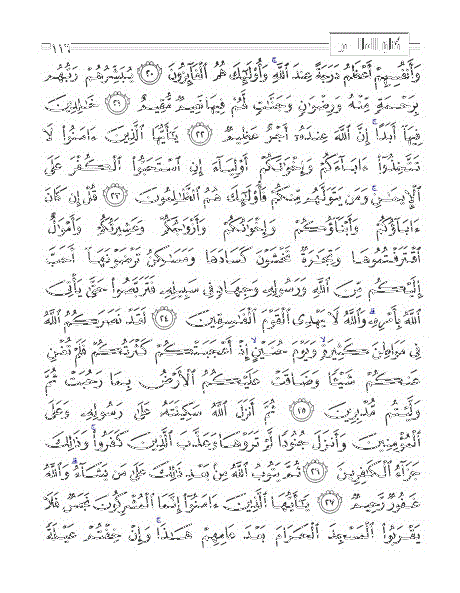 ١١٦
وَأَنفُسِهِمْ أَعْظَمُ دَرَجَةً عِندَ ٱللَّهِ وَأُو۟لَـٰٓئِكَ هُمُ ٱلْفَآئِزُونَ ٢٠ يُبَشِّرُهُمْ رَبُّهُم
بِرَحْمَةٍ مِّنْهُ وَرِضْوَٰنٍ وَجَنَّـٰتٍ لَّهُمْ فِيهَا نَعِيمٌ مُّقِيمٌ ٢١ خَـٰلِدِينَ
فِيهَآ أَبَدًا إِنَّ ٱللَّهَ عِندَهُۥٓ أَجْرٌ عَظِيمٌ ٢٢ يَـٰٓأَيُّهَا ٱلَّذِينَ ءَامَنُوا۟ لَا
تَتَّخِذُوٓا۟ ءَابَآءَكُمْ وَإِخْوَٰنَكُمْ أَوْلِيَآءَ إِنِ ٱسْتَحَبُّوا۟ ٱلْكُفْرَ عَلَى
ٱلْإِيمَـٰنِ وَمَن يَتَوَلَّهُم مِّنكُمْ فَأُو۟لَـٰٓئِكَ هُمُ ٱلظَّـٰلِمُونَ ٢٣ قُلْ إِن كَانَ
ءَابَآؤُكُمْ وَأَبْنَآؤُكُمْ وَإِخْوَٰنُكُمْ وَأَزْوَٰجُكُمْ وَعَشِيرَتُكُمْ وَأَمْوَٰلٌ
ٱقْتَرَفْتُمُوهَا وَتِجَـٰرَةٌ تَخْشَوْنَ كَسَادَهَا وَمَسَـٰكِنُ تَرْضَوْنَهَآ أَحَبَّ
إِلَيْكُم مِّنَ ٱللَّهِ وَرَسُولِهِۦ وَجِهَادٍ فِى سَبِيلِهِۦ فَتَرَبَّصُوا۟ حَتَّىٰ يَأْتِىَ
ٱللَّهُ بِأَمْرِهِۦ وَٱللَّهُ لَا يَهْدِى ٱلْقَوْمَ ٱلْفَـٰسِقِينَ ٢٤ لَقَدْ نَصَرَكُمُ ٱللَّهُ
فِى مَوَاطِنَ كَثِيرَةٍ وَيَوْمَ حُنَيْنٍ إِذْ أَعْجَبَتْكُمْ كَثْرَتُكُمْ فَلَمْ تُغْنِ
عَنكُمْ شَيْـًٔا وَضَاقَتْ عَلَيْكُمُ ٱلْأَرْضُ بِمَا رَحُبَتْ ثُمَّ
وَلَّيْتُم مُّدْبِرِينَ ٢٥ ثُمَّ أَنزَلَ ٱللَّهُ سَكِينَتَهُۥ عَلَىٰ رَسُولِهِۦ وَعَلَى
ٱلْمُؤْمِنِينَ وَأَنزَلَ جُنُودًا لَّمْ تَرَوْهَا وَعَذَّبَ ٱلَّذِينَ كَفَرُوا۟ وَذَٰلِكَ
جَزَآءُ ٱلْكَـٰفِرِينَ ٢٦ ثُمَّ يَتُوبُ ٱللَّهُ مِنۢ بَعْدِ ذَٰلِكَ عَلَىٰ مَن يَشَآءُ وَٱللَّهُ
غَفُورٌ رَّحِيمٌ ٢٧ يَـٰٓأَيُّهَا ٱلَّذِينَ ءَامَنُوٓا۟ إِنَّمَا ٱلْمُشْرِكُونَ نَجَسٌ فَلَا
يَقْرَبُوا۟ ٱلْمَسْجِدَ ٱلْحَرَامَ بَعْدَ عَامِهِمْ هَـٰذَا وَإِنْ خِفْتُمْ عَيْلَةً